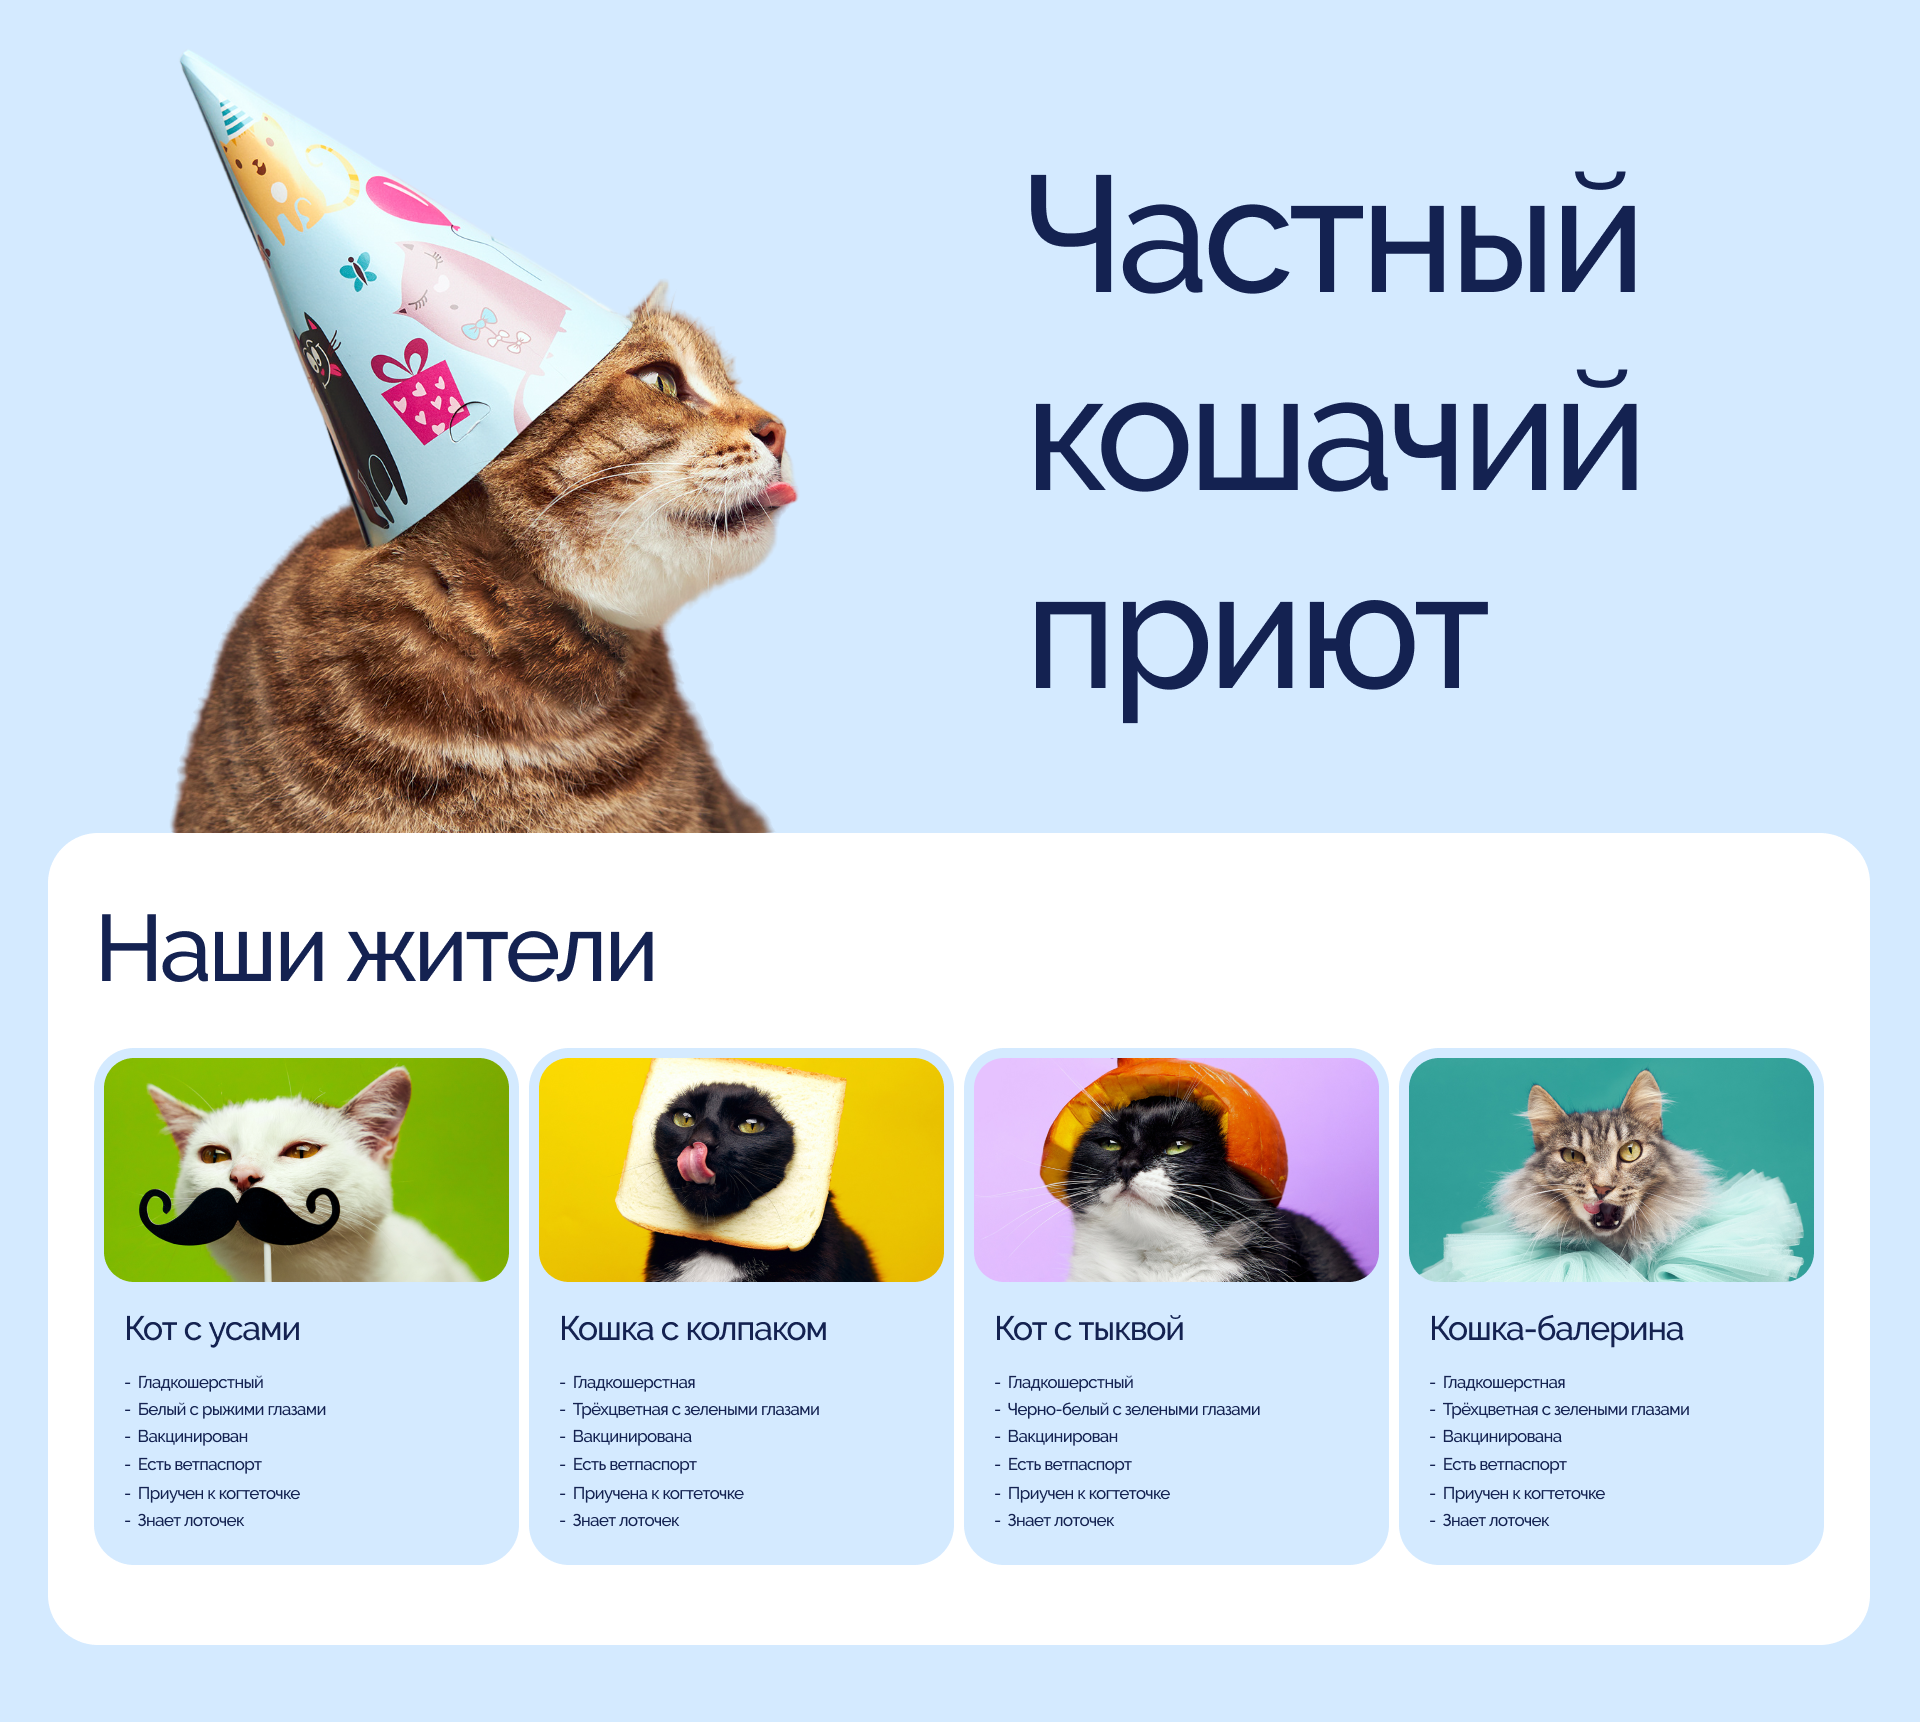 Частный
кошачий
приют
Наши жители
Кот с усами
- Гладкошерстный
- Белый с рыжими глазами
- Вакцинирован
- Есть ветпаспорт
- Приучен к когтеточке
- Знает лоточек
Кошка с колпаком
- Гладкошерстная
- Трёхцветная с зелеными глазами
- Вакцинирована
- Есть ветпаспорт
- Приучена к когтеточке
- Знает лоточек
Кот с тыквой
- Гладкошерстный
- Черно-белый с зелеными глазами
- Вакцинирован
- Есть ветпаспорт
- Приучен к когтеточке
- Знает лоточек
Кошка-балерина
- Гладкошерстная
- Трёхцветная с зелеными глазами
- Вакцинирована
- Есть ветпаспорт
- Приучен к когтеточке
- Знает лоточек